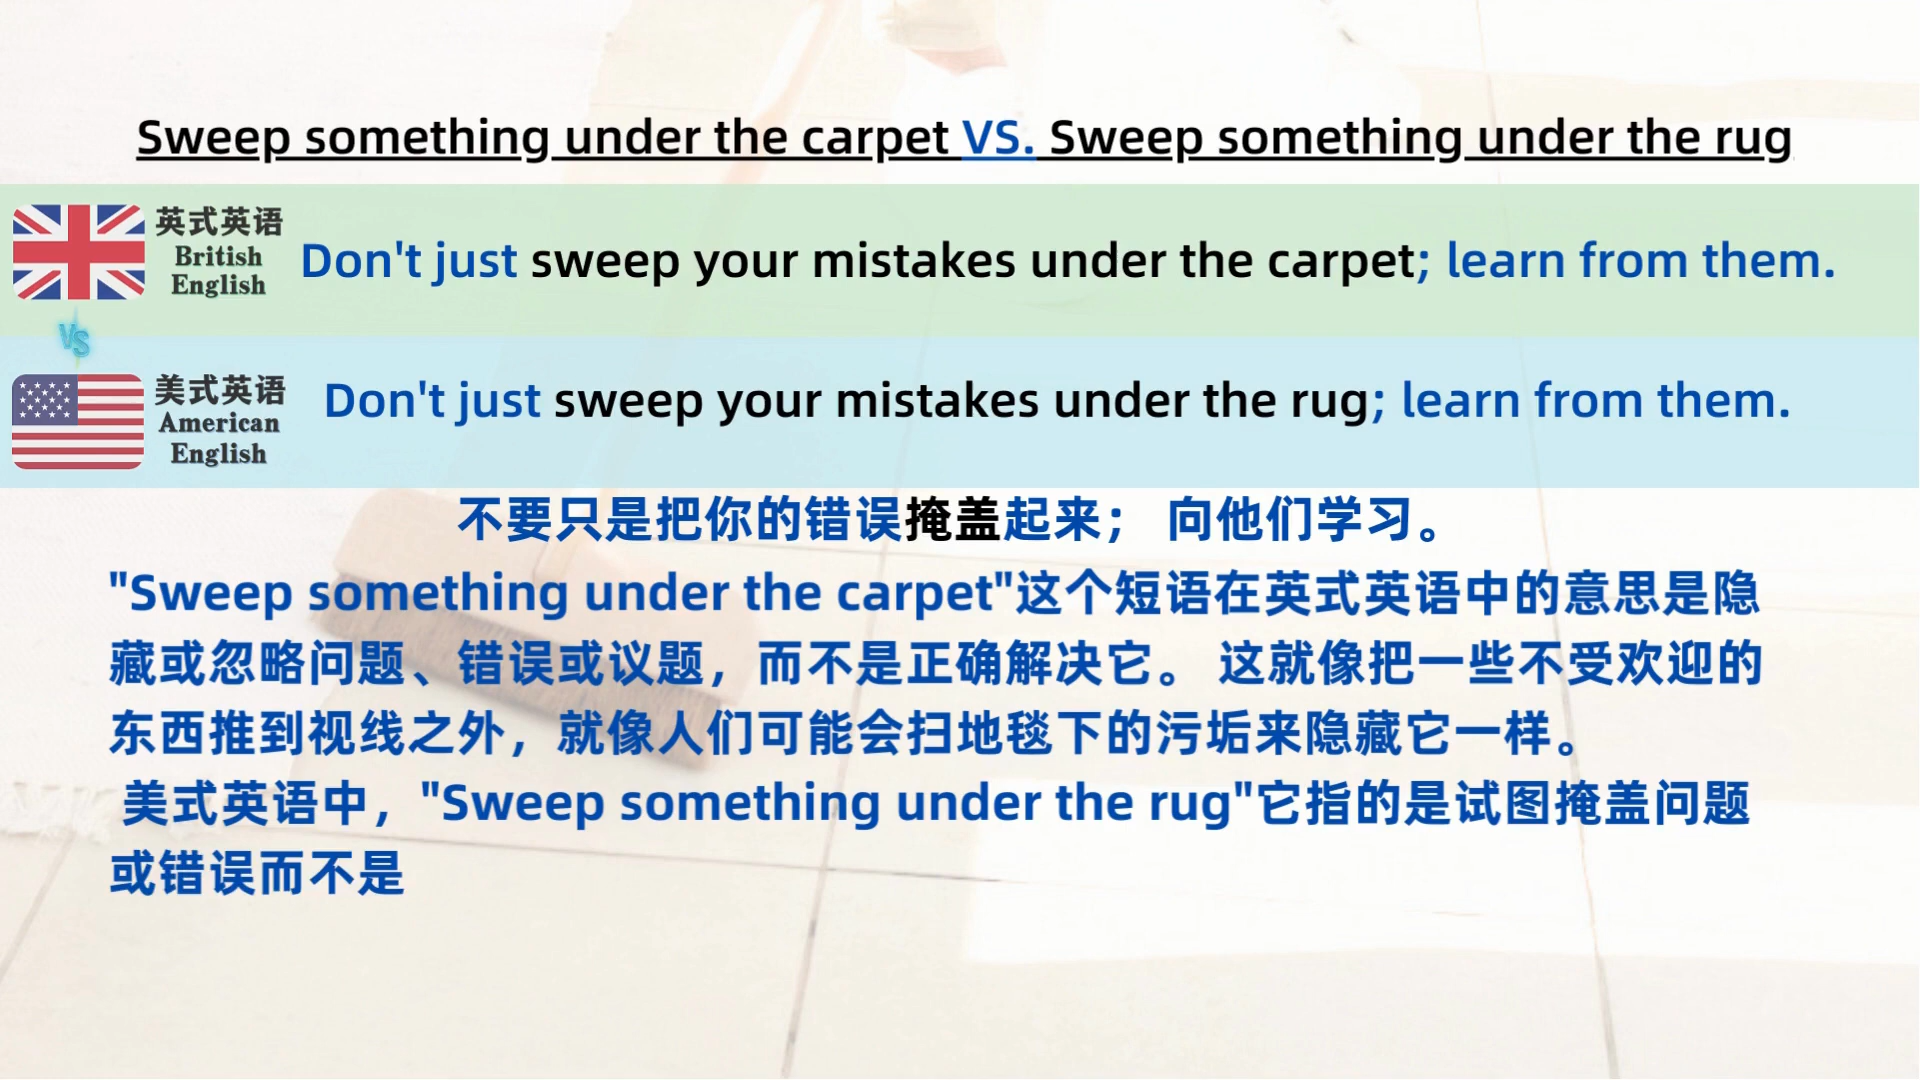 Sweep something under the carpet VS. Sweep something under the rug
英式英语
British
English
Don't just sweep your mistakes under the carpet; learn from them.
VS
美式英语
American
English
Don't just sweep your mistakes under the rug; learn from them.
不要只是把你的错误掩盖起来； 向他们学习。
"Sweep something under the carpet"这个短语在英式英语中的意思是隐
藏或忽略问题、错误或议题，而不是正确解决它。 这就像把一些不受欢迎的
东西推到视线之外，就像人们可能会扫地毯下的污垢来隐藏它一样。
美式英语中，"Sweep something under the rug"它指的是试图掩盖问题
或错误而不是